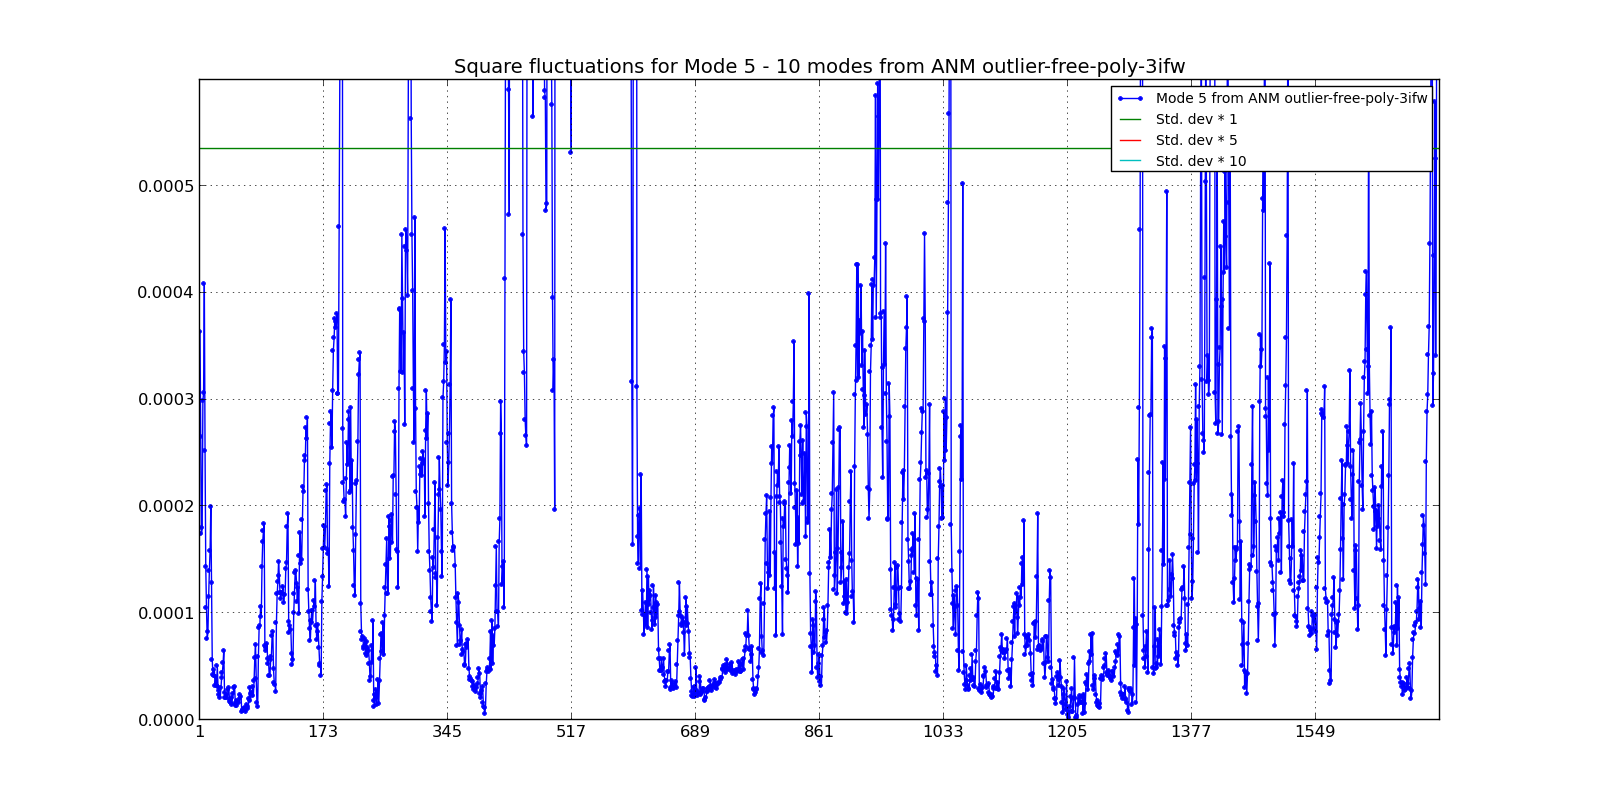 Square fluctuations for Mode 5 - 10 modes from ANM outlier-free-poly-3ifw
Mode 5 from ANM outlier-free-poly-3ifw
Std. dev * 1
Std. dev * 5
Std. dev * 10
0.0005
0.0004
0.0003
0.0002
0.0001
0.0000
1 173 345 517 689 861 1033 1205 1377 1549